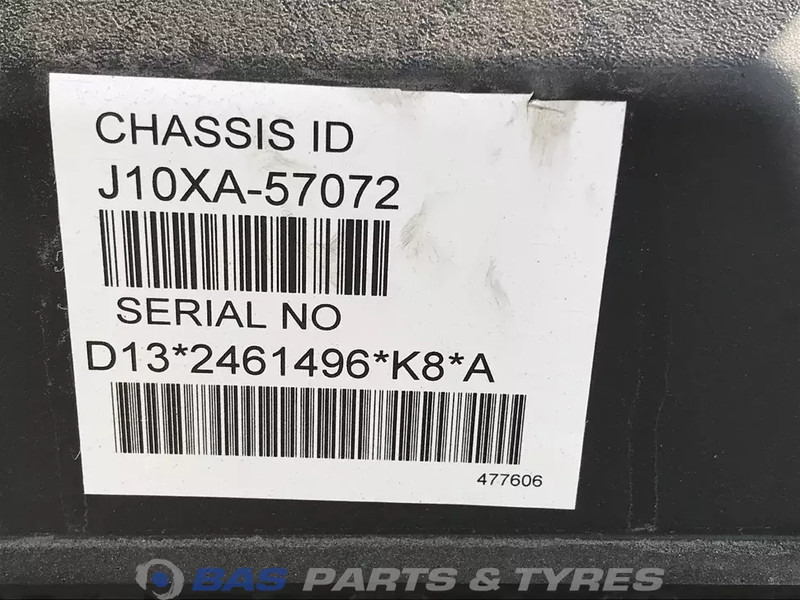 CHASSIS ID
J10XA-57072
SERIAL NO
D13*2461496*K8*A
477606
BAS PARTS & TYRES